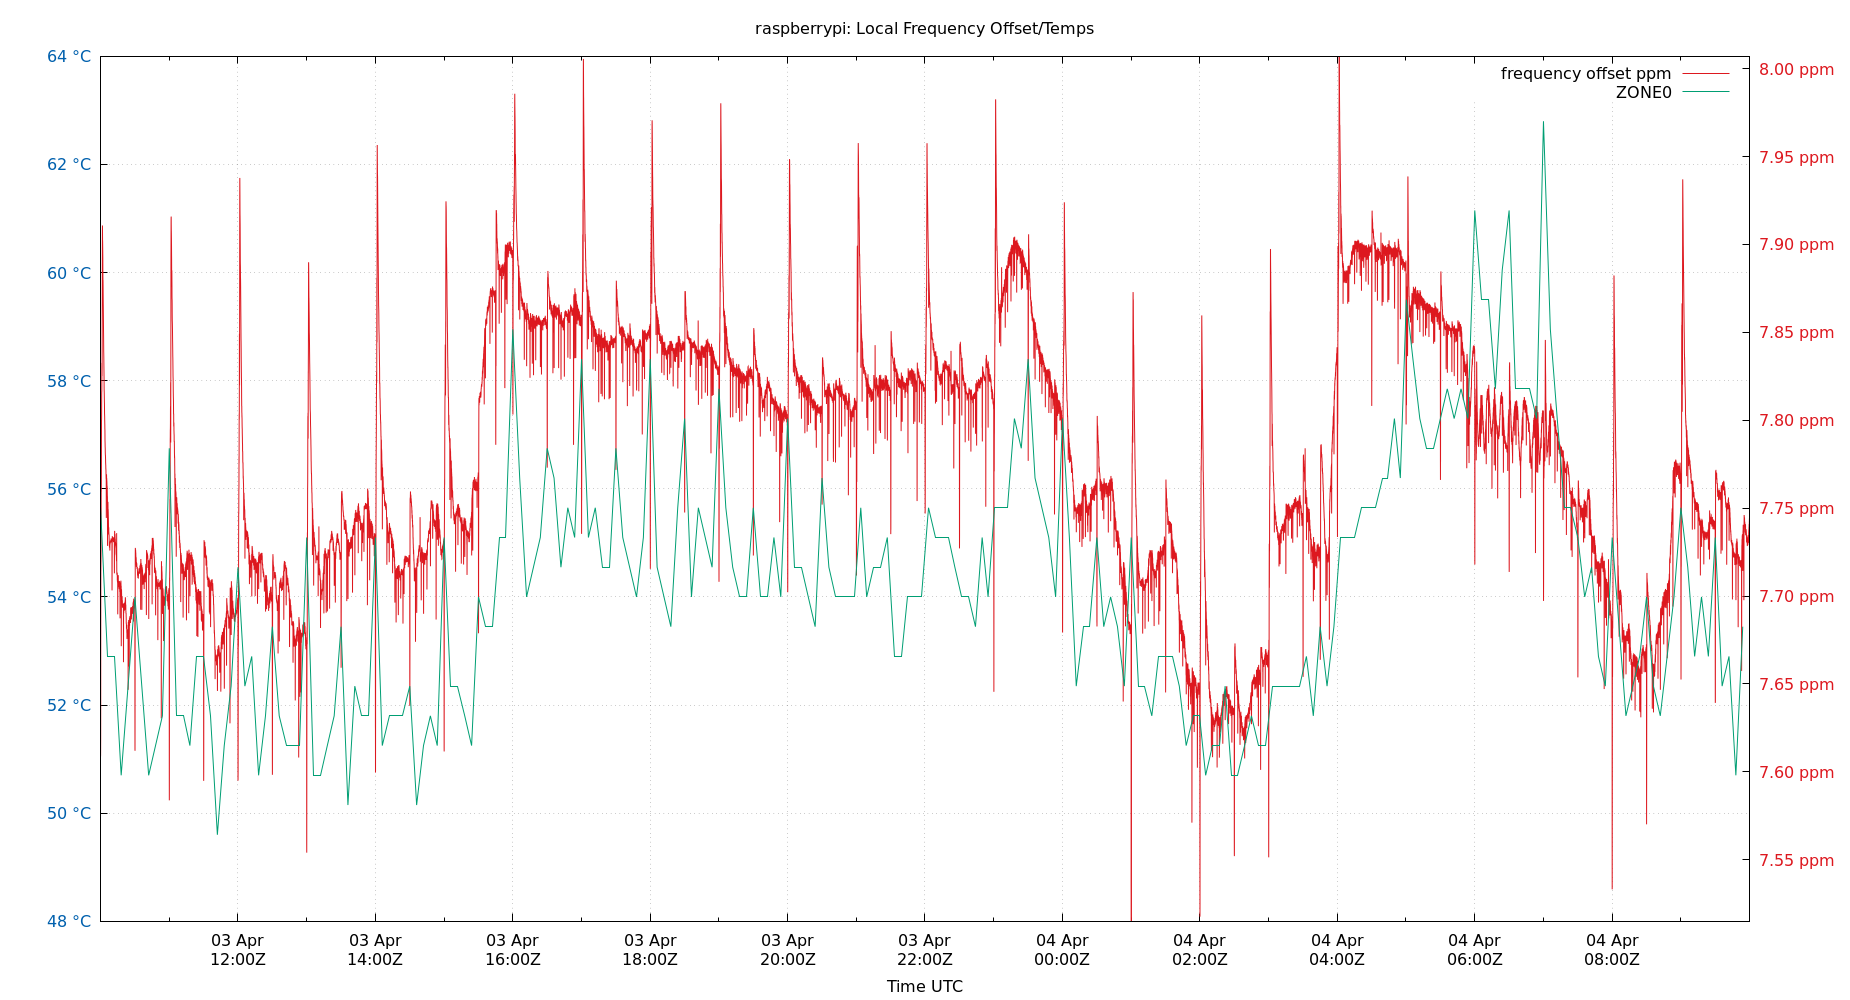 raspberrypi: Local Frequency Offset/Temps
frequency offset ppm
ZONE0
64 °C
62 °C
60 °C
58 °C
56 °C
54 °C
52 °C
50 °C
48 °C
8.00 ppm
7.95 ppm
7.90 ppm
7.85 ppm
7.80 ppm
7.75 ppm
7.70 ppm
7.65 ppm
7.60 ppm
7.55 ppm
03 Apr
12:00Z
03 Apr
14:00Z
03 Apr
16:00Z
03 Apr
18:00Z
03 Apr
20:00Z
03 Apr
22:00Z
04 Apr
00:00Z
04 Apr
02:00Z
04 Apr
04:00Z
04 Apr
06:00Z
04 Apr
08:00Z
Time UTC